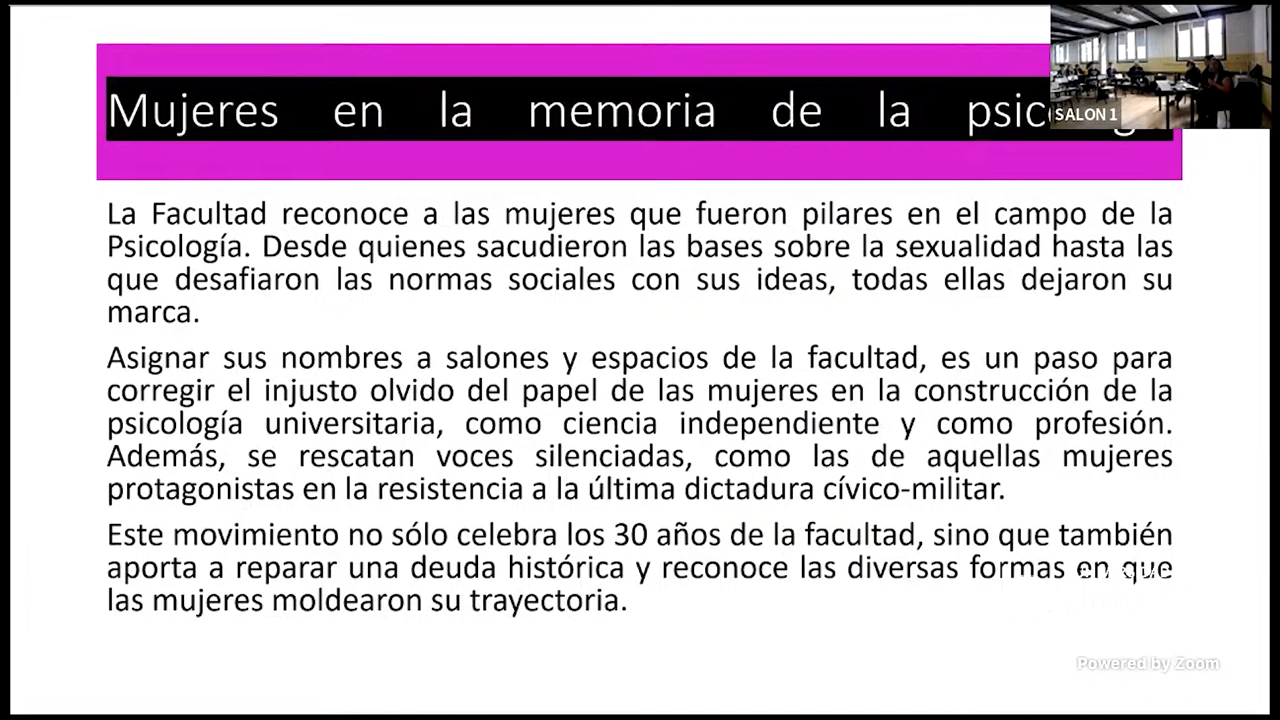 Mujeres en la memoria de la
SALON 1
La Facultad reconoce a las mujeres que fueron pilares en el campo de la
Psicología. Desde quienes sacudieron las bases sobre la sexualidad hasta las
que desafiaron las normas sociales con sus ideas, todas ellas dejaron su
marca.
Asignar sus nombres a salones y espacios de la facultad, es un paso para
corregir el injusto olvido del papel de las mujeres en la construcción de la
psicología universitaria, como ciencia independiente y como profesión.
Además, se rescatan voces silenciadas, como las de aquellas mujeres
protagonistas en la resistencia a la última dictadura cívico-militar.
Este movimiento no sólo celebra los 30 años de la facultad, sino que también
aporta a reparar una deuda histórica y reconoce las diversas formas en que
las mujeres moldearon su trayectoria.
Powered by Zoom